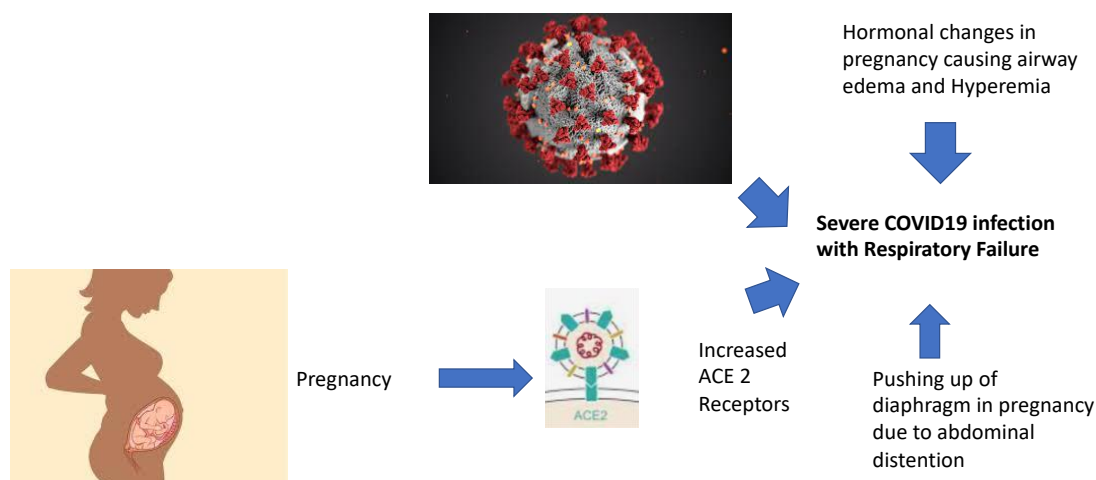 Hormonal changes in
pregnancy causing airway
edema and Hyperemia
Severe COVID19 infection
with Respiratory Failure
Pregnancy
ACE2
Increased
ACE 2
Receptors
Pushing up of
diaphragm in pregnancy
due to abdominal
distention